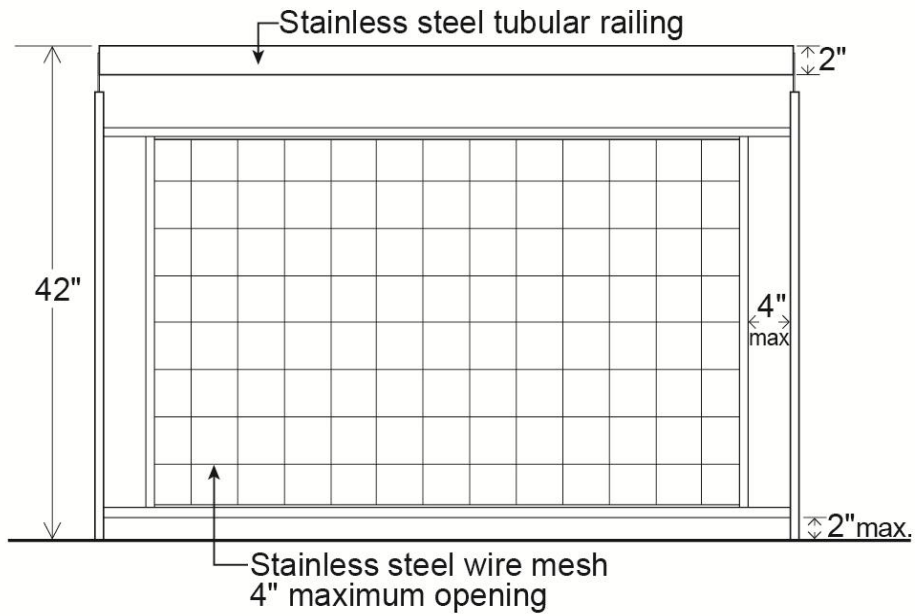 Stainless steel tubular railing
2"
42"
4"
max
2"max.
Stainless steel wire mesh
4" maximum opening